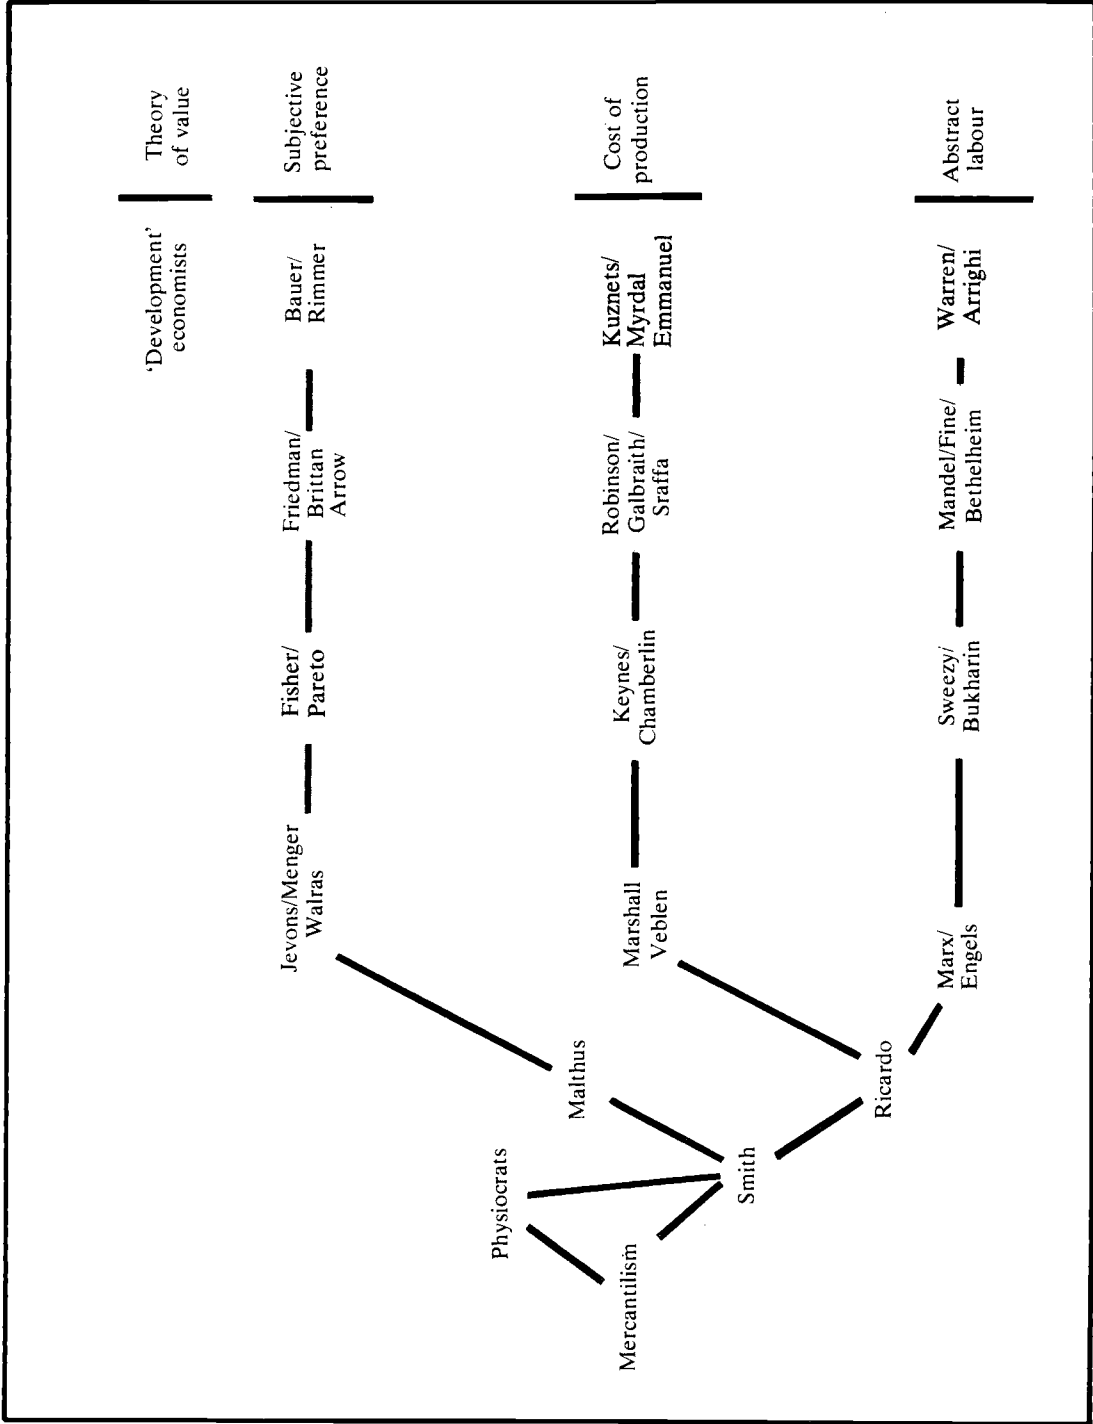 'Development'
economists
Theory
of value
Jevons/Menger
Walras
Fisher/
Pareto
Friedman/
Brittan
Arrow
Bauer/
Rimmer
Subjective
preference
Physiocrats
Malthus
Mercantilism
Marshall
Veblen
Keynes/
Chamberlin
Robinson/
Galbraith/
Sraffa
Kuznets/
Myrdal
Emmanuel
Cost of
production
Smith
Ricardo
Marx/
Engels
Sweezy/
Bukharin
Mandel/Fine/
Bethelheim
Warren/
Arrighi
Abstract
labour